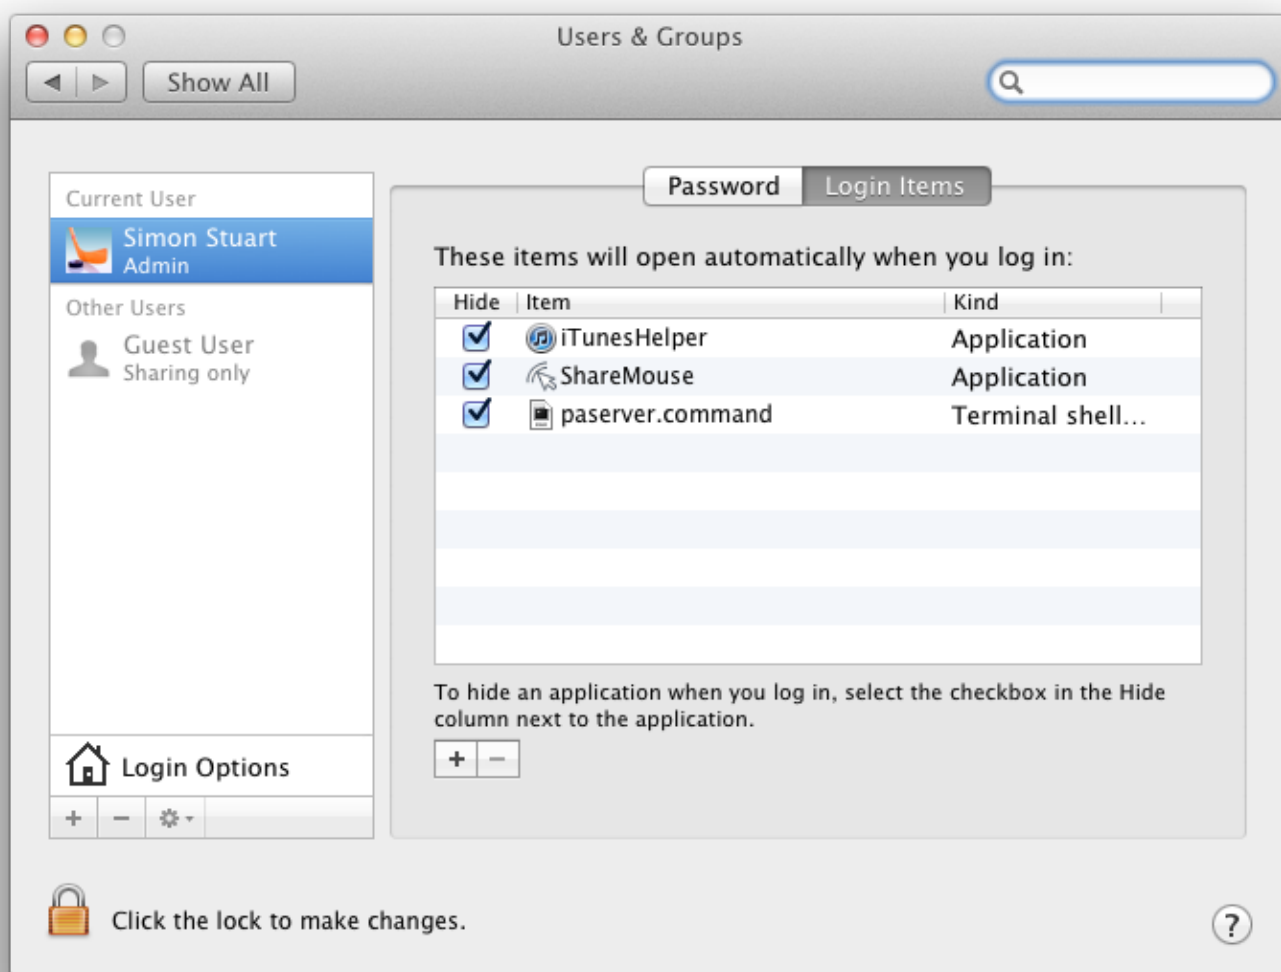 Users & Groups
Show All
Password
Login Items
Current User
Simon Stuart
Admin
Other Users
Guest User
Sharing only
Login Options
These items will open automatically when you log in:
Hide Item Kind
iTunesHelper Application
ShareMouse Application
paserver.command Terminal shell...
To hide an application when you log in, select the checkbox in the Hide
column next to the application.
Click the lock to make changes.
?